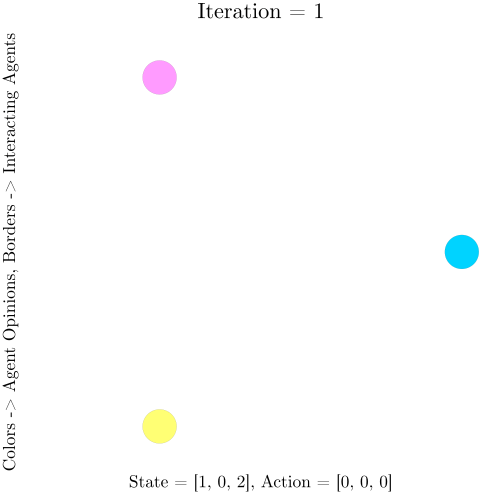 Iteration = 1
Colors -> Agent Opinions, Borders -> Interacting Agents
State = [1, 0, 2], Action = [0, 0, 0]